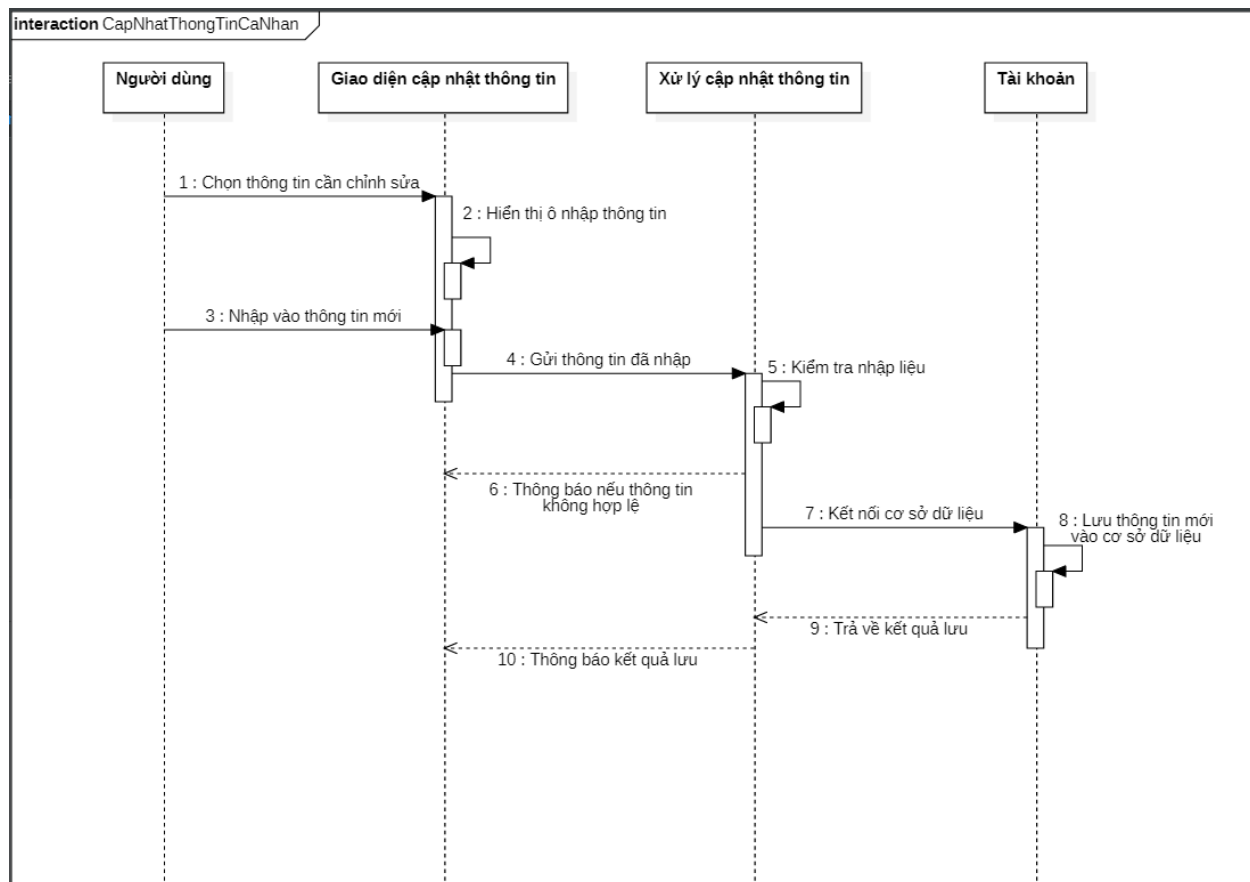 interaction CapNhatThongTinCaNhan
Người dùng
Giao diện cập nhật thông tin
Xử lý cập nhật thông tin
Tài khoản
1 : Chọn thông tin cần chỉnh sửa
2 : Hiển thị ô nhập thông tin
3 : Nhập vào thông tin mới
4 : Gửi thông tin đã nhập
5 : Kiểm tra nhập liệu
6 : Thông báo nếu thông tin
không hợp lệ
7 : Kết nối cơ sở dữ liệu
8 : Lưu thông tin mới
vào cơ sở dữ liệu
9 : Trả về kết quả lưu
10 : Thông báo kết quả lưu